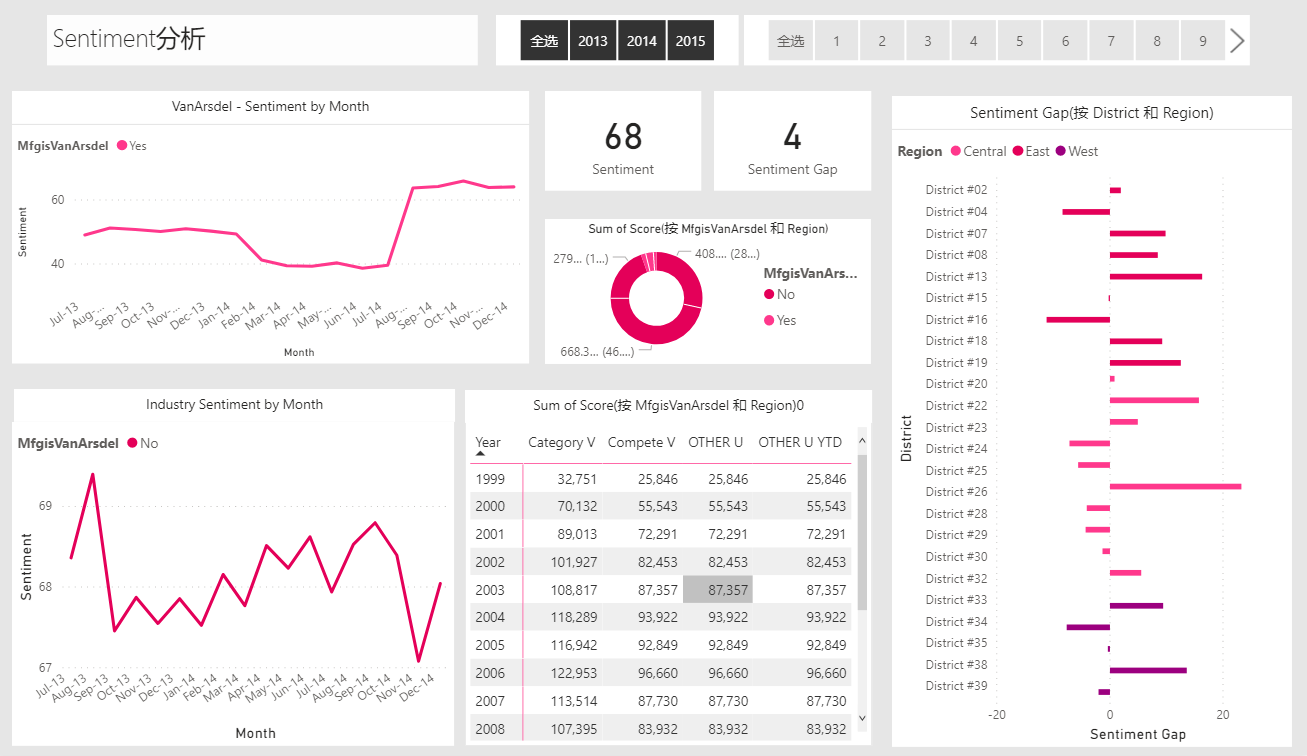 Sentiment分析
全选 2013 2014 2015
全选 1 2 3 4 5 6 7 8 9
VanArsdel - Sentiment by Month
MfgisVanArsdel Yes
Sentiment
60
40
Jul-13 Aug-... Sep-13 Oct-13 Nov-... Dec-13 Jan-14 Feb-14 Mar-14 Apr-14 May-... Jun-14 Jul-14 Aug-... Sep-14 Oct-14 Nov-... Dec-14
Month
68
Sentiment
4
Sentiment Gap
Sum of Score(按 MfgisVanArsdel 和 Region)
279... (1...)
408.... (28...)
668.3... (46....)
MfgisVanArs...
No
Yes
Sentiment Gap(按 District 和 Region)
Region Central East West
District
District #02
District #04
District #07
District #08
District #13
District #15
District #16
District #18
District #19
District #20
District #22
District #23
District #24
District #25
District #26
District #28
District #29
District #30
District #32
District #33
District #34
District #35
District #38
District #39
-20 0 20
Sentiment Gap
Industry Sentiment by Month
MfgisVanArsdel No
Sentiment
69
68
67
Jul-13 Aug-13 Sep-13 Oct-13 Nov-13 Dec-13 Jan-14 Feb-14 Mar-14 Apr-14 May-14 Jun-14 Jul-14 Aug-14 Sep-14 Oct-14 Nov-14 Dec-14
Month
Sum of Score(按 MfgisVanArsdel 和 Region)0
Year Category V Compete V OTHER U OTHER U YTD
1999 32,751 25,846 25,846 25,846
2000 70,132 55,543 55,543 55,543
2001 89,013 72,291 72,291 72,291
2002 101,927 82,453 82,453 82,453
2003 108,817 87,357 87,357 87,357
2004 118,289 93,922 93,922 93,922
2005 116,942 92,849 92,849 92,849
2006 122,953 96,660 96,660 96,660
2007 113,514 87,730 87,730 87,730
2008 107,395 83,932 83,932 83,932